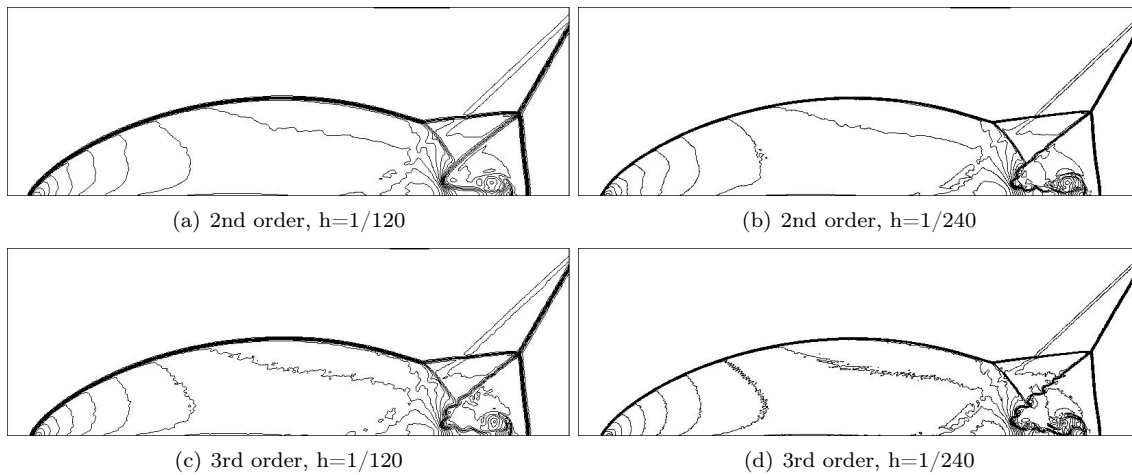 (a) 2nd order, h=1/120
(b) 2nd order, h=1/240
(c) 3rd order, h=1/120
(d) 3rd order, h=1/240